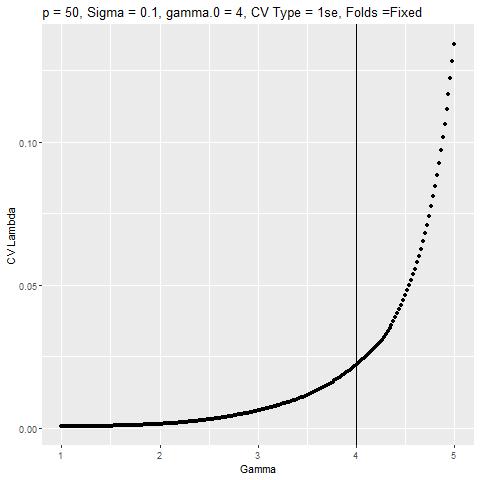 p = 50, Sigma = 0.1, gamma.0 = 4, CV Type = 1se, Folds =Fixed
0.10
0.05
0.00
CV Lambda
1 2 3 4 5
Gamma